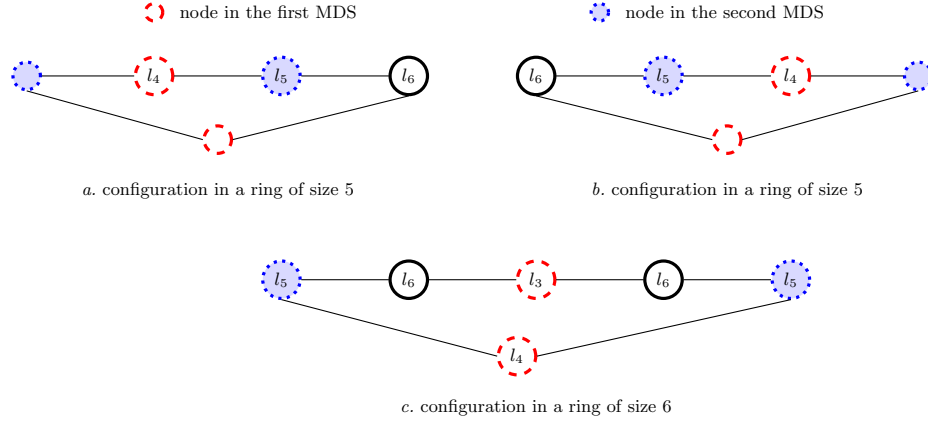 node in the first MDS
node in the second MDS
l₄ l₅ l₆
l₆ l₅ l₄
a. configuration in a ring of size 5
b. configuration in a ring of size 5
l₅ l₆ l₃ l₆ l₅
l₄
c. configuration in a ring of size 6